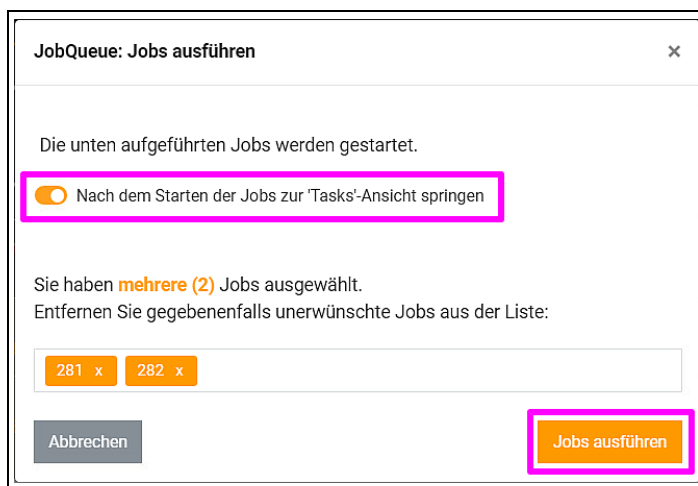 JobQueue: Jobs ausführen ×
Die unten aufgeführten Jobs werden gestartet.
Nach dem Starten der Jobs zur 'Tasks'-Ansicht springen
Sie haben mehrere (2) Jobs ausgewählt.
Entfernen Sie gegebenenfalls unerwünschte Jobs aus der Liste:
281 x 282 x
Abbrechen Jobs ausführen